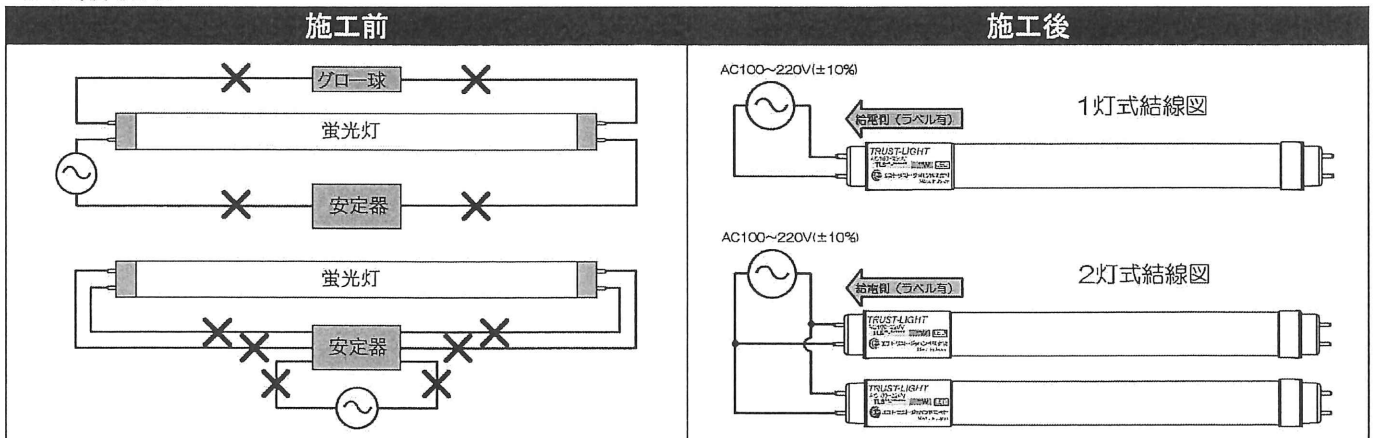 施工前
施工後
グロー球
蛍光灯
安定器
蛍光灯
安定器
AC100～220V(±10%)
1灯式結線図
給電側（ラベル有）
TRUST-LIGHT
AC100~220V(±10%)
2灯式結線図
給電側（ラベル有）
TRUST-LIGHT
TRUST-LIGHT